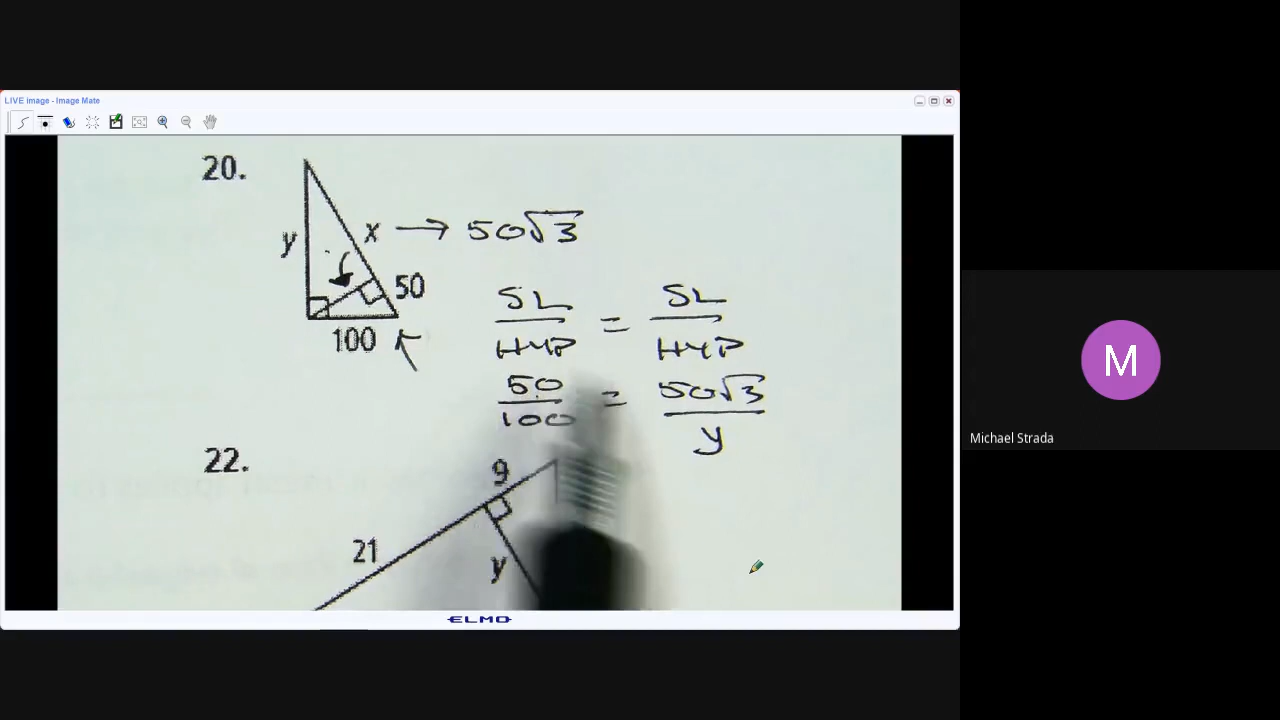 LIVE image - Image Mate
20.
y
x → 50√3
50
100
SL/HYP = SL/HYP
50/100 = 50√3/y
22.
9
21
y
ELMO
M
Michael Strada